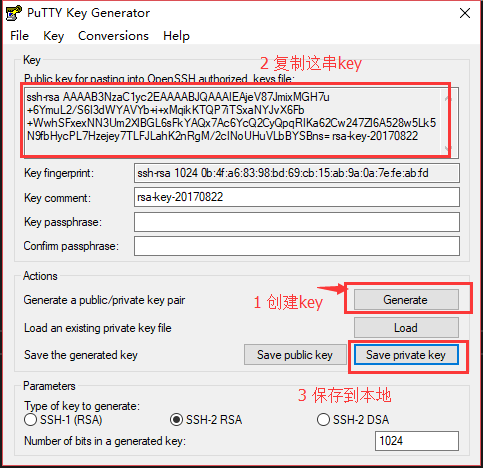 PuTTY Key Generator
File Key Conversions Help
Key
2 复制这串key
Public key for pasting into OpenSSH authorized_keys file:
ssh-rsa AAAAB3NzaC1yc2EAAAABJQAAAIEAjeV87JmixMGH7u
+6YmuL2/S6I3dWYAVYb+i+xMqikKTQP7iTSxaNYJvX6Fb
+WwhSFxexNN3Um2XIBGL6sFkYAQx7Ac6YcQ2CyQpqRIKa62Cw247ZI6A528w5Lk5
N9fbHycPL7Hzejey7TLFJLahK2nRgM/2cINoUHuVLbBYSBns= rsa-key-20170822
Key fingerprint: ssh-rsa 1024 0b:4f:a6:83:98:bd:69:cb:15:ab:9a:0a:7e:fe:ab:fd
Key comment: rsa-key-20170822
Key passphrase:
Confirm passphrase:
Actions
Generate a public/private key pair 1 创建key Generate
Load an existing private key file Load
Save the generated key Save public key Save private key
3 保存到本地
Parameters
Type of key to generate:
SSH-1 (RSA) SSH-2 RSA SSH-2 DSA
Number of bits in a generated key: 1024